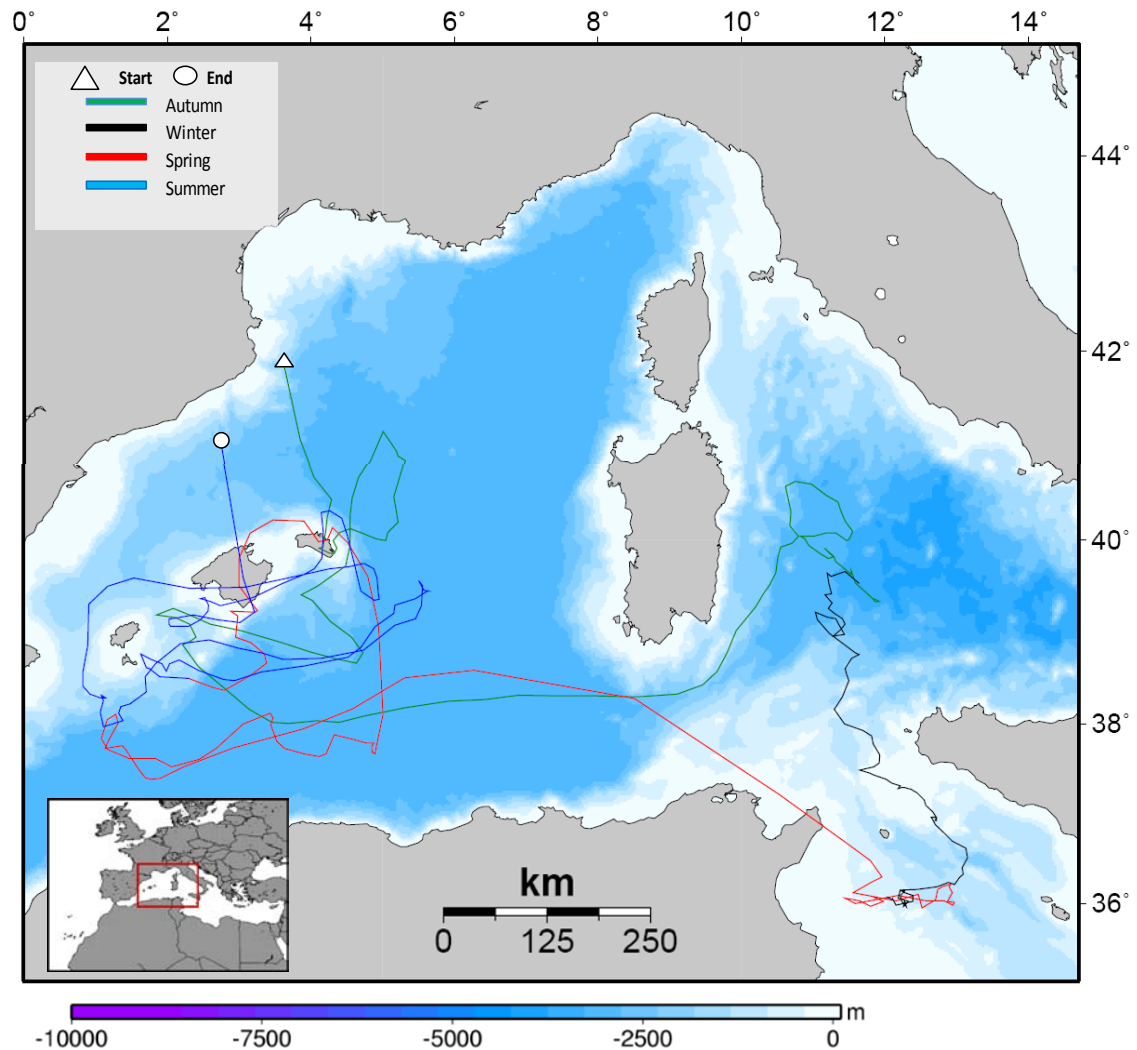 0° 2° 4° 6° 8° 10° 12° 14°
Start End
Autumn
Winter
Spring
Summer
44°
42°
40°
38°
36°
km
0 125 250
-10000 -7500 -5000 -2500 0 m